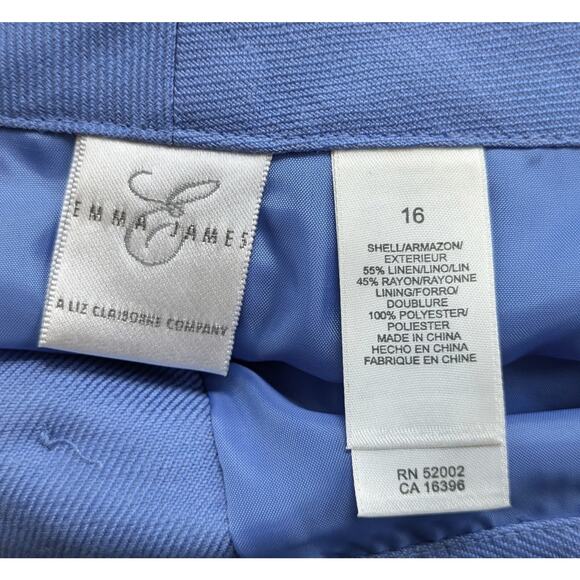 EMMA JAMES
A LIZ CLAIBORNE COMPANY
16
SHELL/ARMAZON/
EXTERIEUR
55% LINEN/LINO/LIN
45% RAYON/RAYONNE
LINING/FORRO/
DOUBLURE
100% POLYESTER/
POLIESTER
MADE IN CHINA
HECHO EN CHINA
FABRIQUE EN CHINE
RN 52002
CA 16396